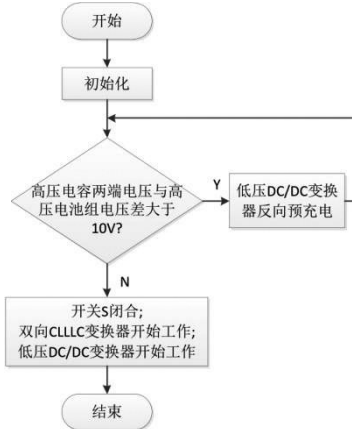 开始
初始化
高压电容两端电压与高
压电池组电压差大于
10V?
Y
低压DC/DC变换
器反向预充电
N
开关S闭合;
双向CLLLC变换器开始工作;
低压DC/DC变换器开始工作
结束